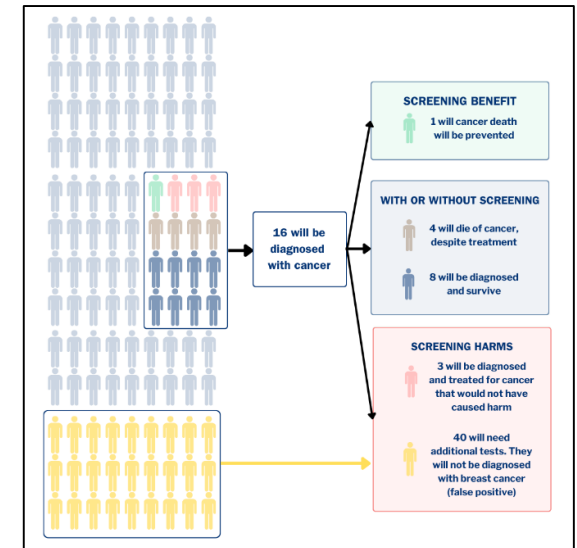 SCREENING BENEFIT
1 will cancer death
will be prevented
16 will be
diagnosed
with cancer
WITH OR WITHOUT SCREENING
4 will die of cancer,
despite treatment
8 will be diagnosed
and survive
SCREENING HARMS
3 will be diagnosed
and treated for cancer
that would not have
caused harm
40 will need
additional tests. They
will not be diagnosed
with breast cancer
(false positive)